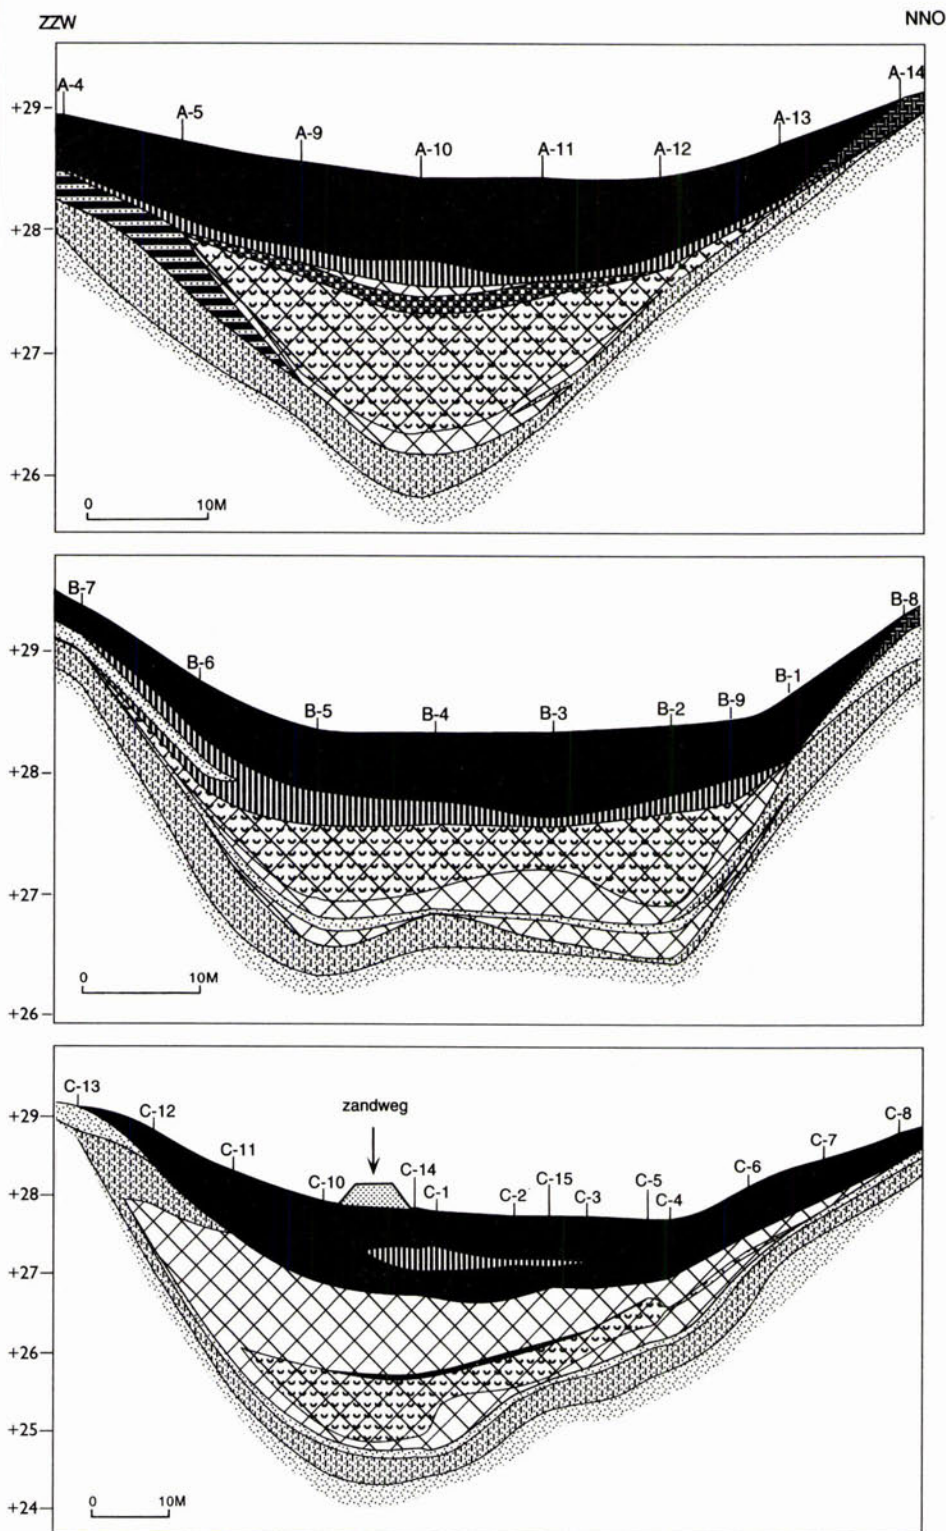 ZZW NNO
A-4 A-5 A-9 A-10 A-11 A-12 A-13 A-14
+29
+28
+27
+26
0 10M
B-7 B-6 B-5 B-4 B-3 B-2 B-9 B-1 B-8
+29
+28
+27
+26
0 10M
C-13 C-12 C-11 C-10 zandweg C-14 C-1 C-2 C-15 C-3 C-5 C-4 C-6 C-7 C-8
+29
+28
+27
+26
+25
+24
0 10M